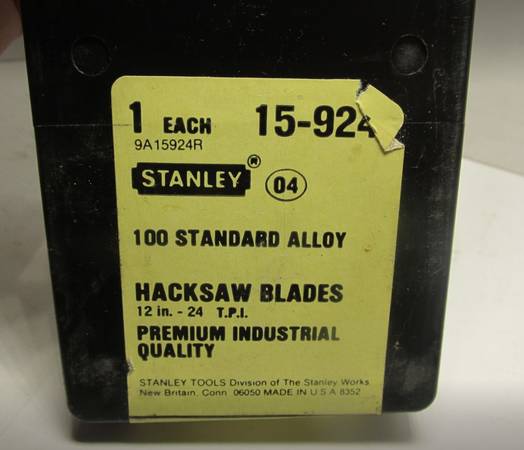 1 EACH 15-924
9A15924R
STANLEY ® 04
100 STANDARD ALLOY
HACKSAW BLADES
12 in. - 24 T.P.I.
PREMIUM INDUSTRIAL
QUALITY
STANLEY TOOLS Division of The Stanley Works
New Britain, Conn 06050 MADE IN U S A 8352